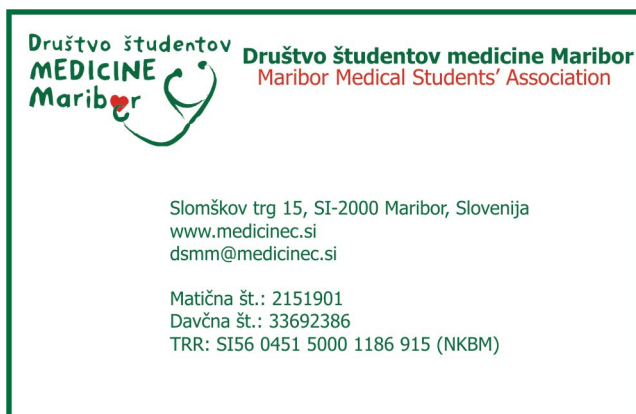 Društvo študentov
MEDICINE
Maribor
Društvo študentov medicine Maribor
Maribor Medical Students’ Association
Slomškov trg 15, SI-2000 Maribor, Slovenija
www.medicinec.si
dsmm@medicinec.si
Matična št.: 2151901
Davčna št.: 33692386
TRR: SI56 0451 5000 1186 915 (NKBM)